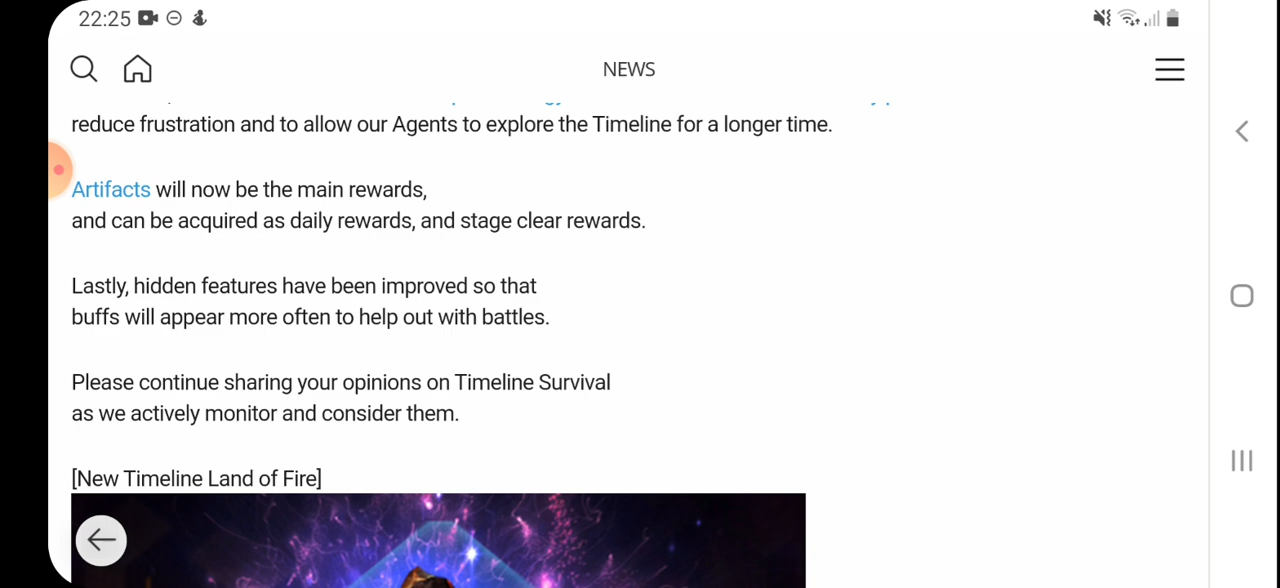 22:25
NEWS
reduce frustration and to allow our Agents to explore the Timeline for a longer time.
Artifacts will now be the main rewards,
and can be acquired as daily rewards, and stage clear rewards.
Lastly, hidden features have been improved so that
buffs will appear more often to help out with battles.
Please continue sharing your opinions on Timeline Survival
as we actively monitor and consider them.
[New Timeline Land of Fire]